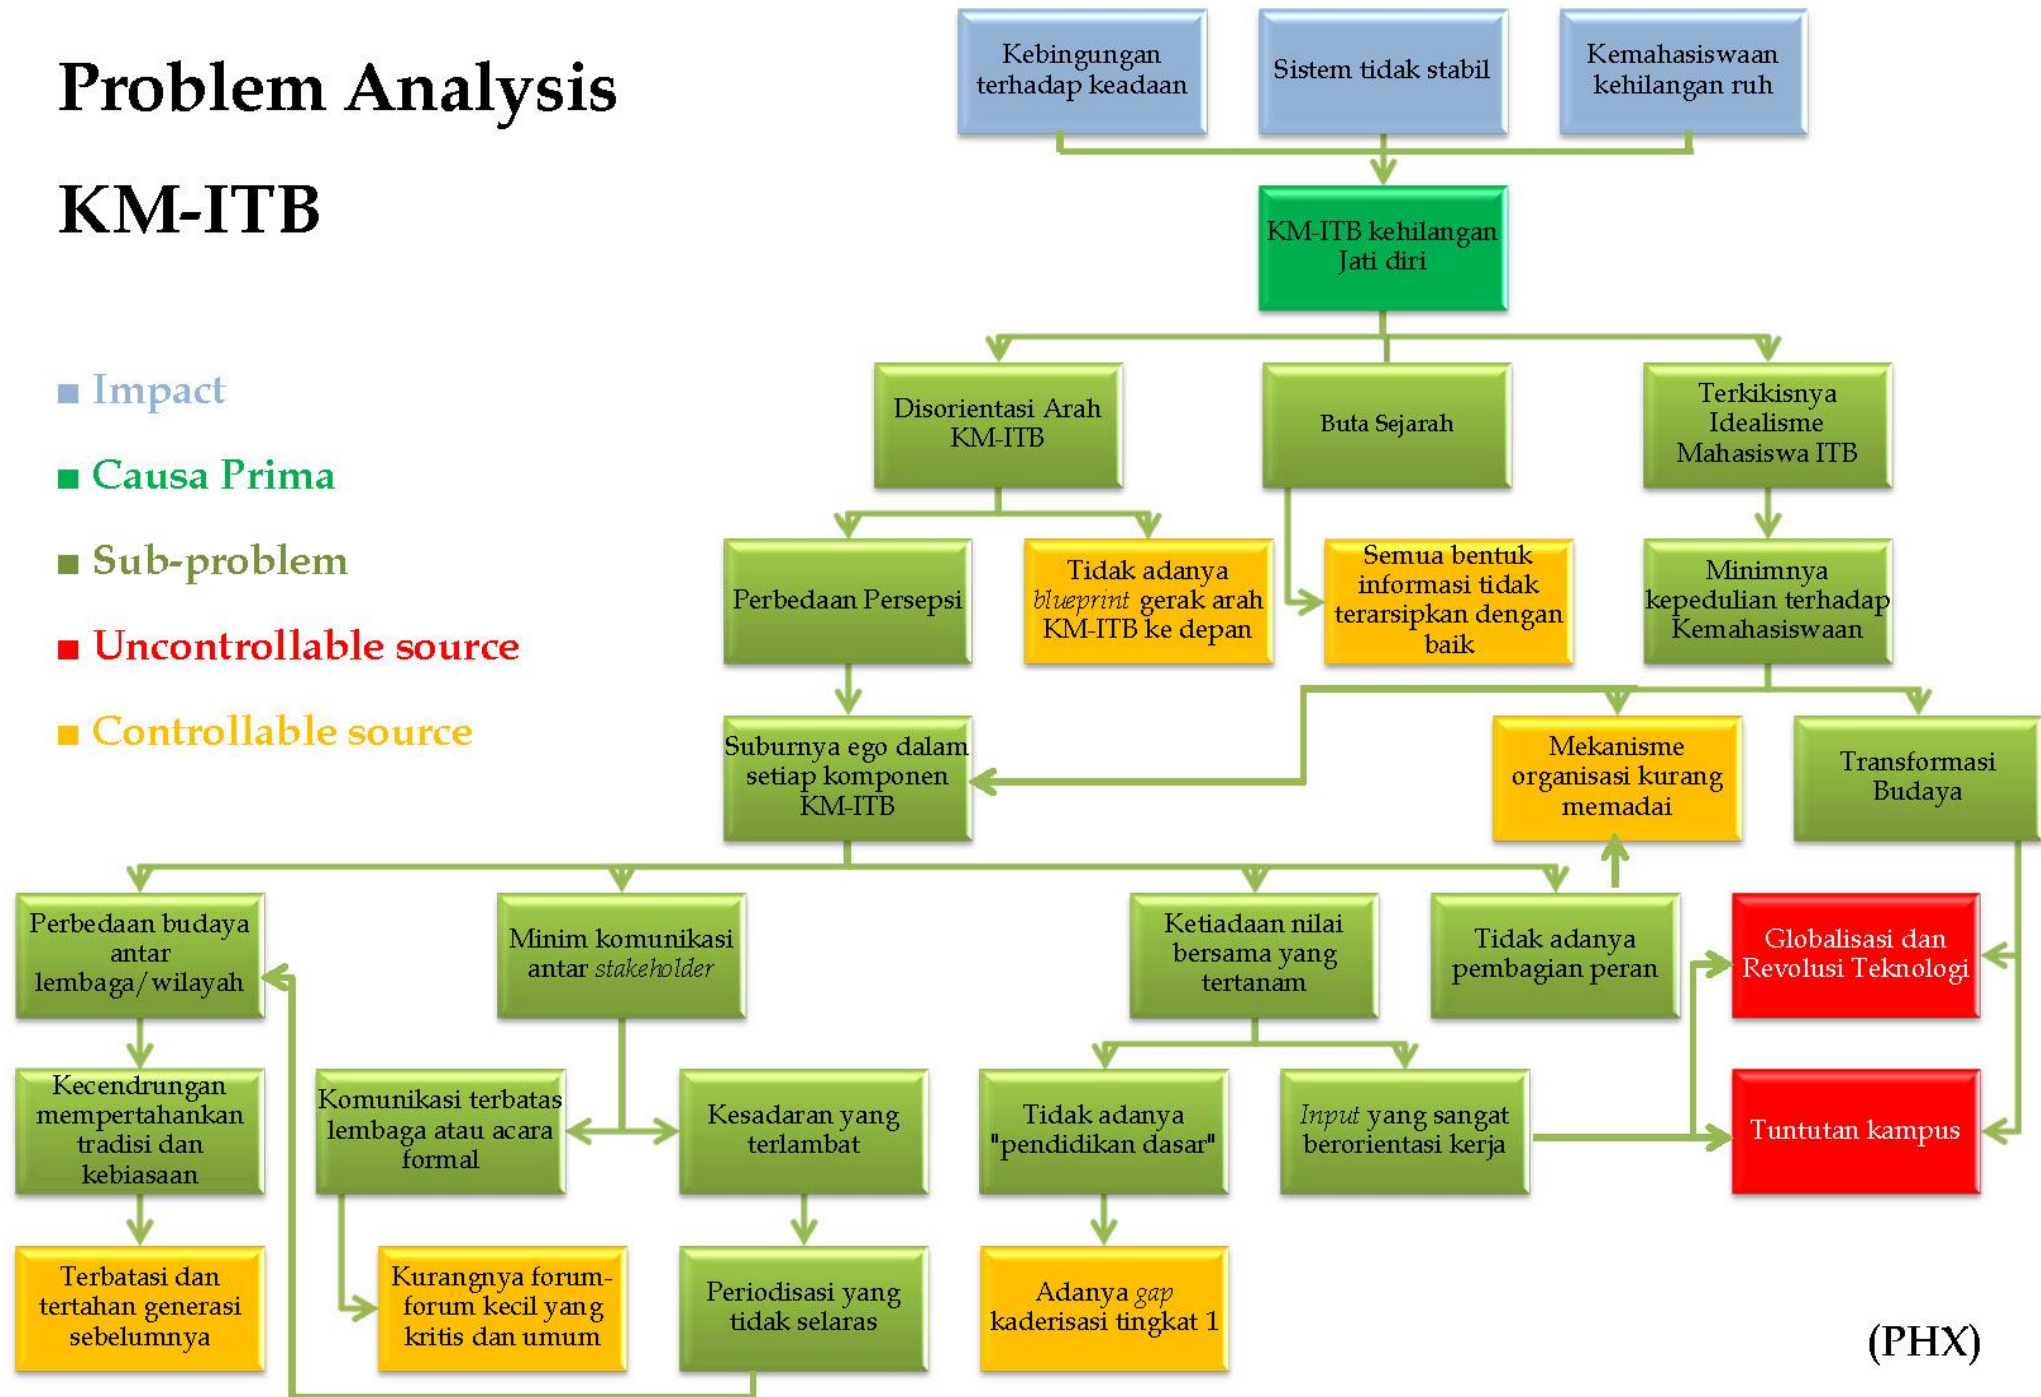 Problem Analysis
KM-ITB
Impact
Causa Prima
Sub-problem
Uncontrollable source
Controllable source
Kebingungan
terhadap keadaan
Sistem tidak stabil
Kemahasiswaan
kehilangan ruh
KM-ITB kehilangan
Jati diri
Disorientasi Arah
KM-ITB
Buta Sejarah
Terkikisnya
Idealisme
Mahasiswa ITB
Perbedaan Persepsi
Tidak adanya
blueprint gerak arah
KM-ITB ke depan
Semua bentuk
informasi tidak
terarsipkan dengan
baik
Minimnya
kepedulian terhadap
Kemahasiswaan
Suburnya ego dalam
setiap komponen
KM-ITB
Mekanisme
organisasi kurang
memadai
Transformasi
Budaya
Perbedaan budaya
antar
lembaga/wilayah
Minim komunikasi
antar stakeholder
Ketiadaan nilai
bersama yang
tertanam
Tidak adanya
pembagian peran
Globalisasi dan
Revolusi Teknologi
Kecendrungan
mempertahankan
tradisi dan
kebiasaan
Komunikasi terbatas
lembaga atau acara
formal
Kesadaran yang
terlambat
Tidak adanya
"pendidikan dasar"
Input yang sangat
berorientasi kerja
Tuntutan kampus
Terbatasi dan
tertahan generasi
sebelumnya
Kurangnya forum-
forum kecil yang
kritis dan umum
Periodisasi yang
tidak selaras
Adanya gap
kaderisasi tingkat 1
(PHX)